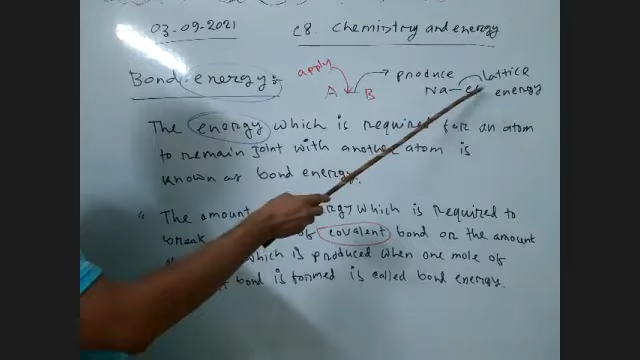 03-09-2021 C8 Chemistry and energy
Bond energy:-
apply
A B
produce
Na-Cl
lattice
energy
The energy which is required for an atom
to remain joint with another atom is
known as bond energy.
" The amount which is required to
break of covalent bond or the amount
which is produced when one mole of
bond is formed is called bond energy.